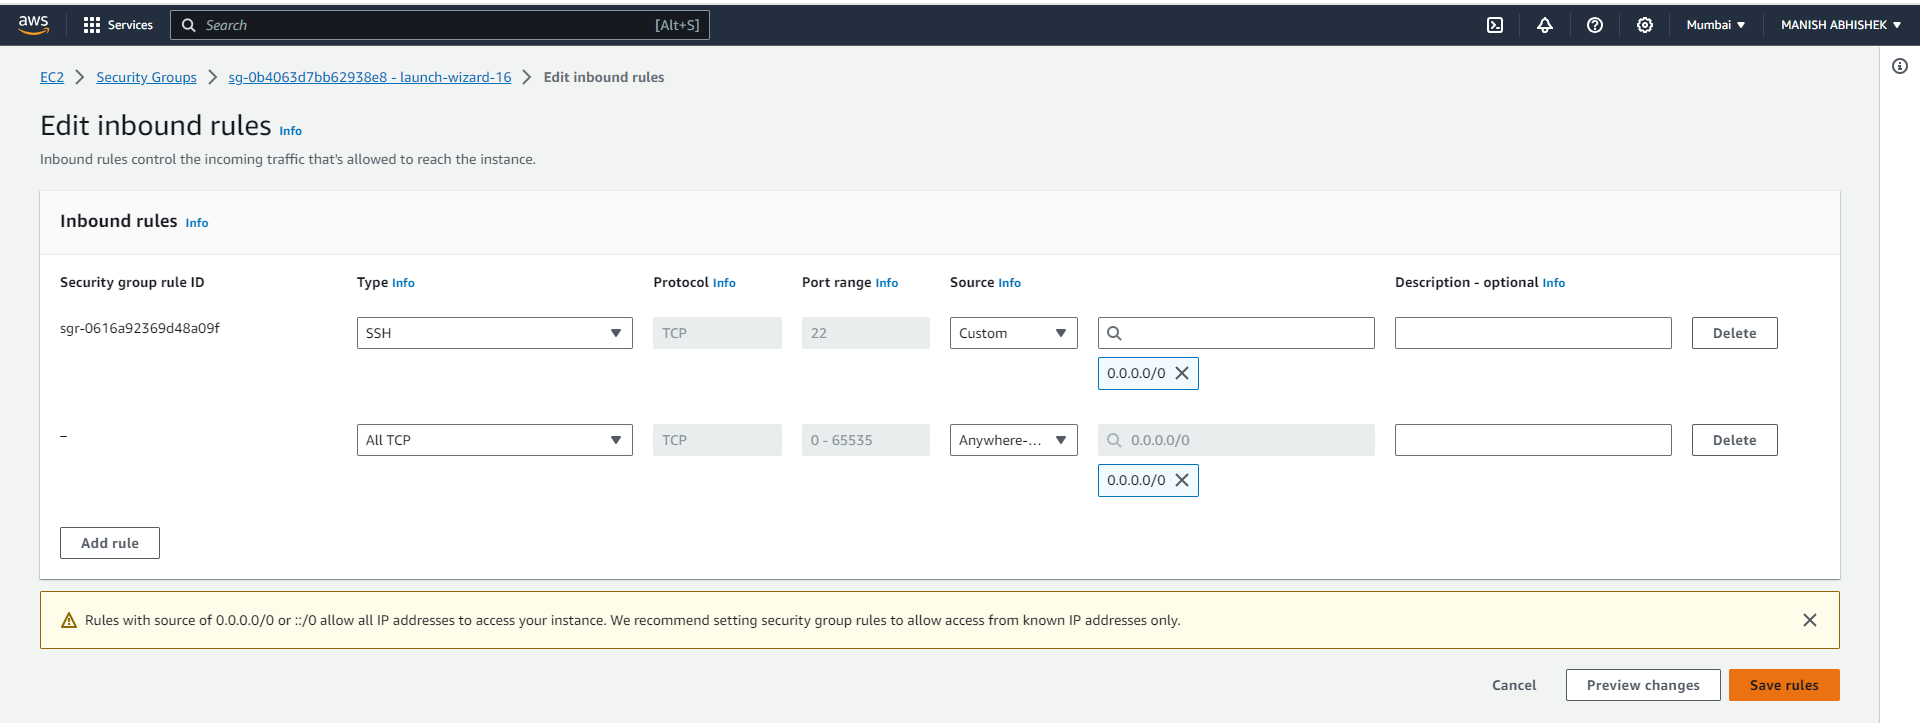 aws Services Search [Alt+S] Mumbai MANISH ABHISHEK
EC2 Security Groups sg-0b4063d7bb62938e8 - launch-wizard-16 Edit inbound rules
Edit inbound rules Info
Inbound rules control the incoming traffic that's allowed to reach the instance.
Inbound rules Info
Security group rule ID Type Info Protocol Info Port range Info Source Info Description - optional Info
sgr-0616a92369d48a09f SSH TCP 22 Custom Delete
0.0.0.0/0
– All TCP TCP 0 - 65535 Anywhere-... 0.0.0.0/0 Delete
0.0.0.0/0
Add rule
Rules with source of 0.0.0.0/0 or ::/0 allow all IP addresses to access your instance. We recommend setting security group rules to allow access from known IP addresses only.
Cancel Preview changes Save rules